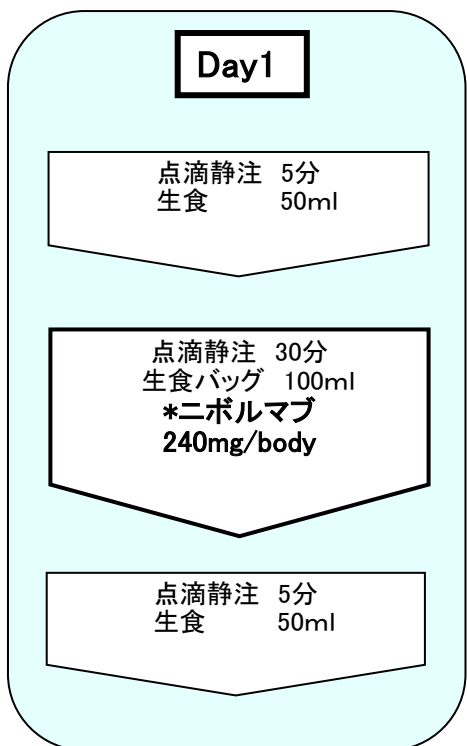 Day1
点滴静注 5分
生食 50ml
点滴静注 30分
生食バッグ 100ml
*ニボルマブ
240mg/body
点滴静注 5分
生食 50ml